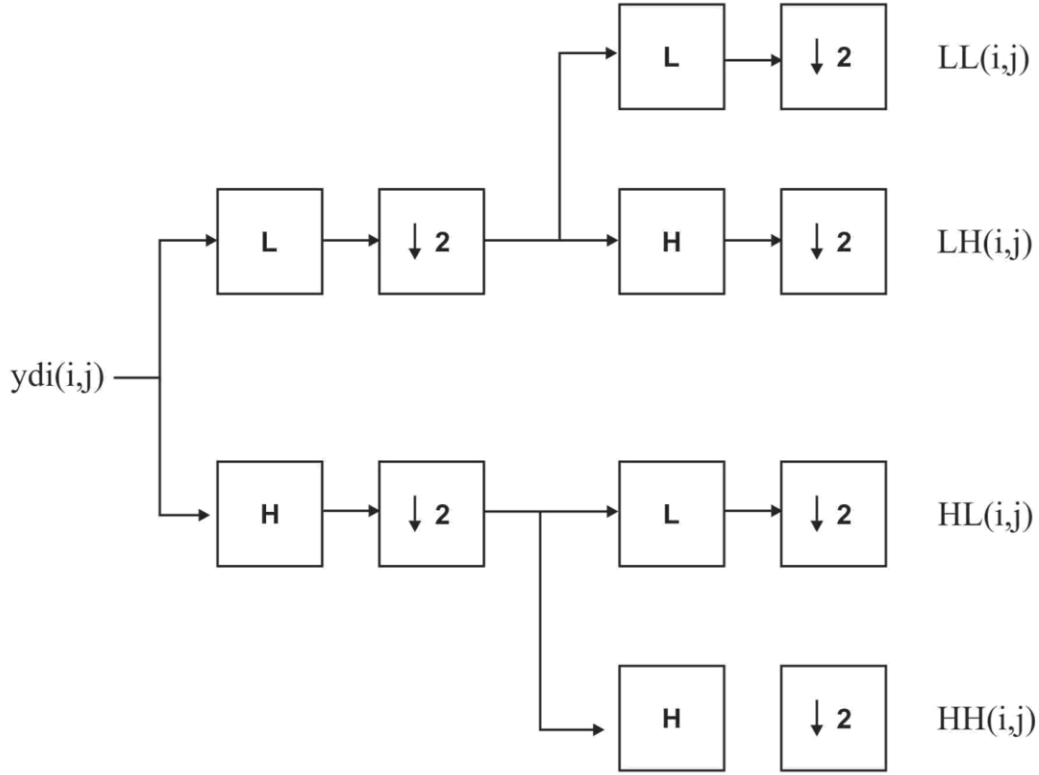 L ↓ 2 LL(i,j)
L ↓ 2 H ↓ 2 LH(i,j)
ydi(i,j)
H ↓ 2 L ↓ 2 HL(i,j)
H ↓ 2 HH(i,j)